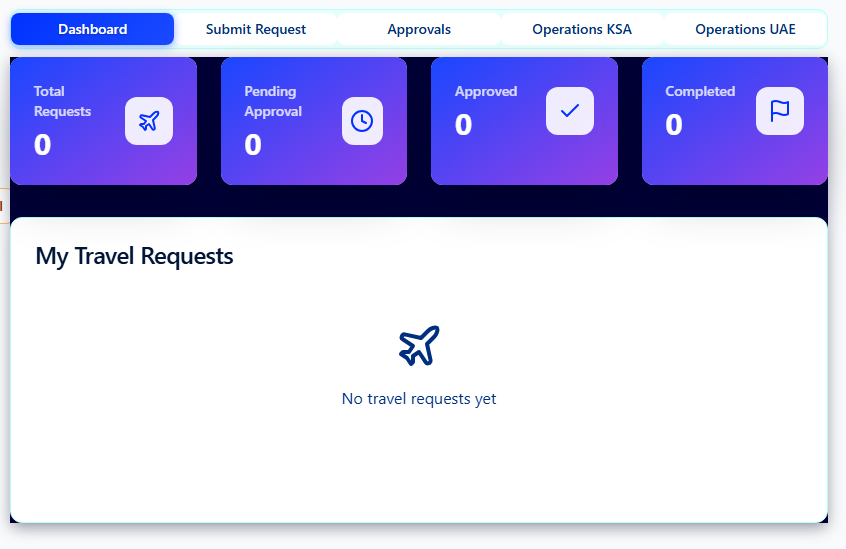 Dashboard
Submit Request
Approvals
Operations KSA
Operations UAE
Total
Requests
0
Pending
Approval
0
Approved
0
Completed
0
My Travel Requests
No travel requests yet